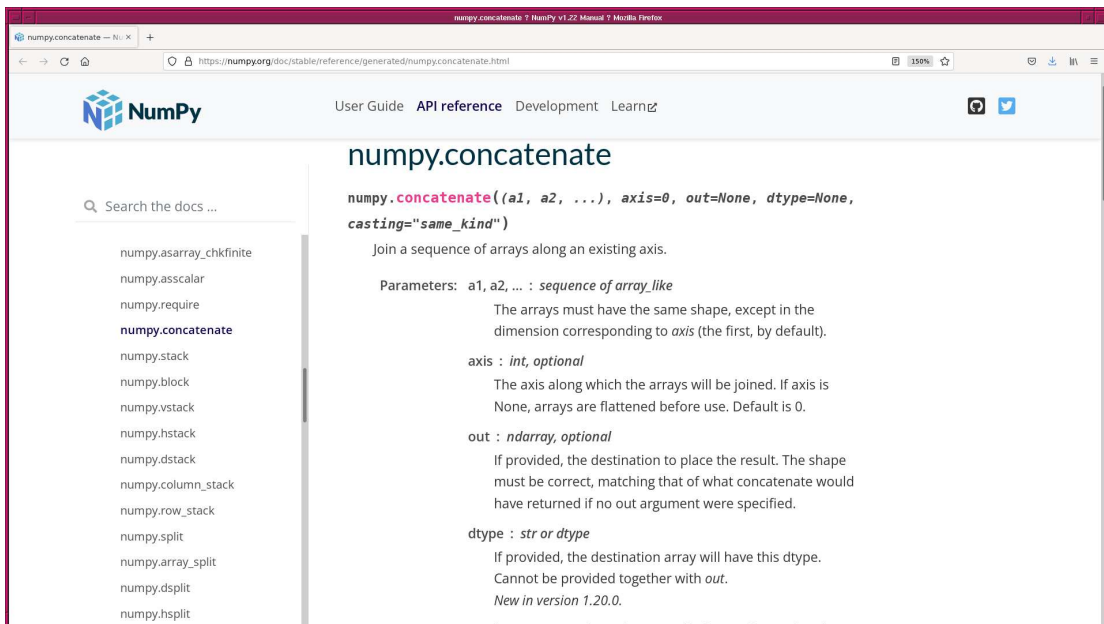 numpy.concatenate ? NumPy v1.22 Manual ? Mozilla Firefox
numpy.concatenate — Nu
https://numpy.org/doc/stable/reference/generated/numpy.concatenate.html
150%
NumPy
User Guide API reference Development Learn
numpy.concatenate
Search the docs ...
numpy.asarray_chkfinite
numpy.asscalar
numpy.require
numpy.concatenate
numpy.stack
numpy.block
numpy.vstack
numpy.hstack
numpy.dstack
numpy.column_stack
numpy.row_stack
numpy.split
numpy.array_split
numpy.dsplit
numpy.hsplit
numpy.concatenate((a1, a2, ...), axis=0, out=None, dtype=None,
casting="same_kind")
Join a sequence of arrays along an existing axis.
Parameters: a1, a2, ... : sequence of array_like
The arrays must have the same shape, except in the
dimension corresponding to axis (the first, by default).
axis : int, optional
The axis along which the arrays will be joined. If axis is
None, arrays are flattened before use. Default is 0.
out : ndarray, optional
If provided, the destination to place the result. The shape
must be correct, matching that of what concatenate would
have returned if no out argument were specified.
dtype : str or dtype
If provided, the destination array will have this dtype.
Cannot be provided together with out.
New in version 1.20.0.